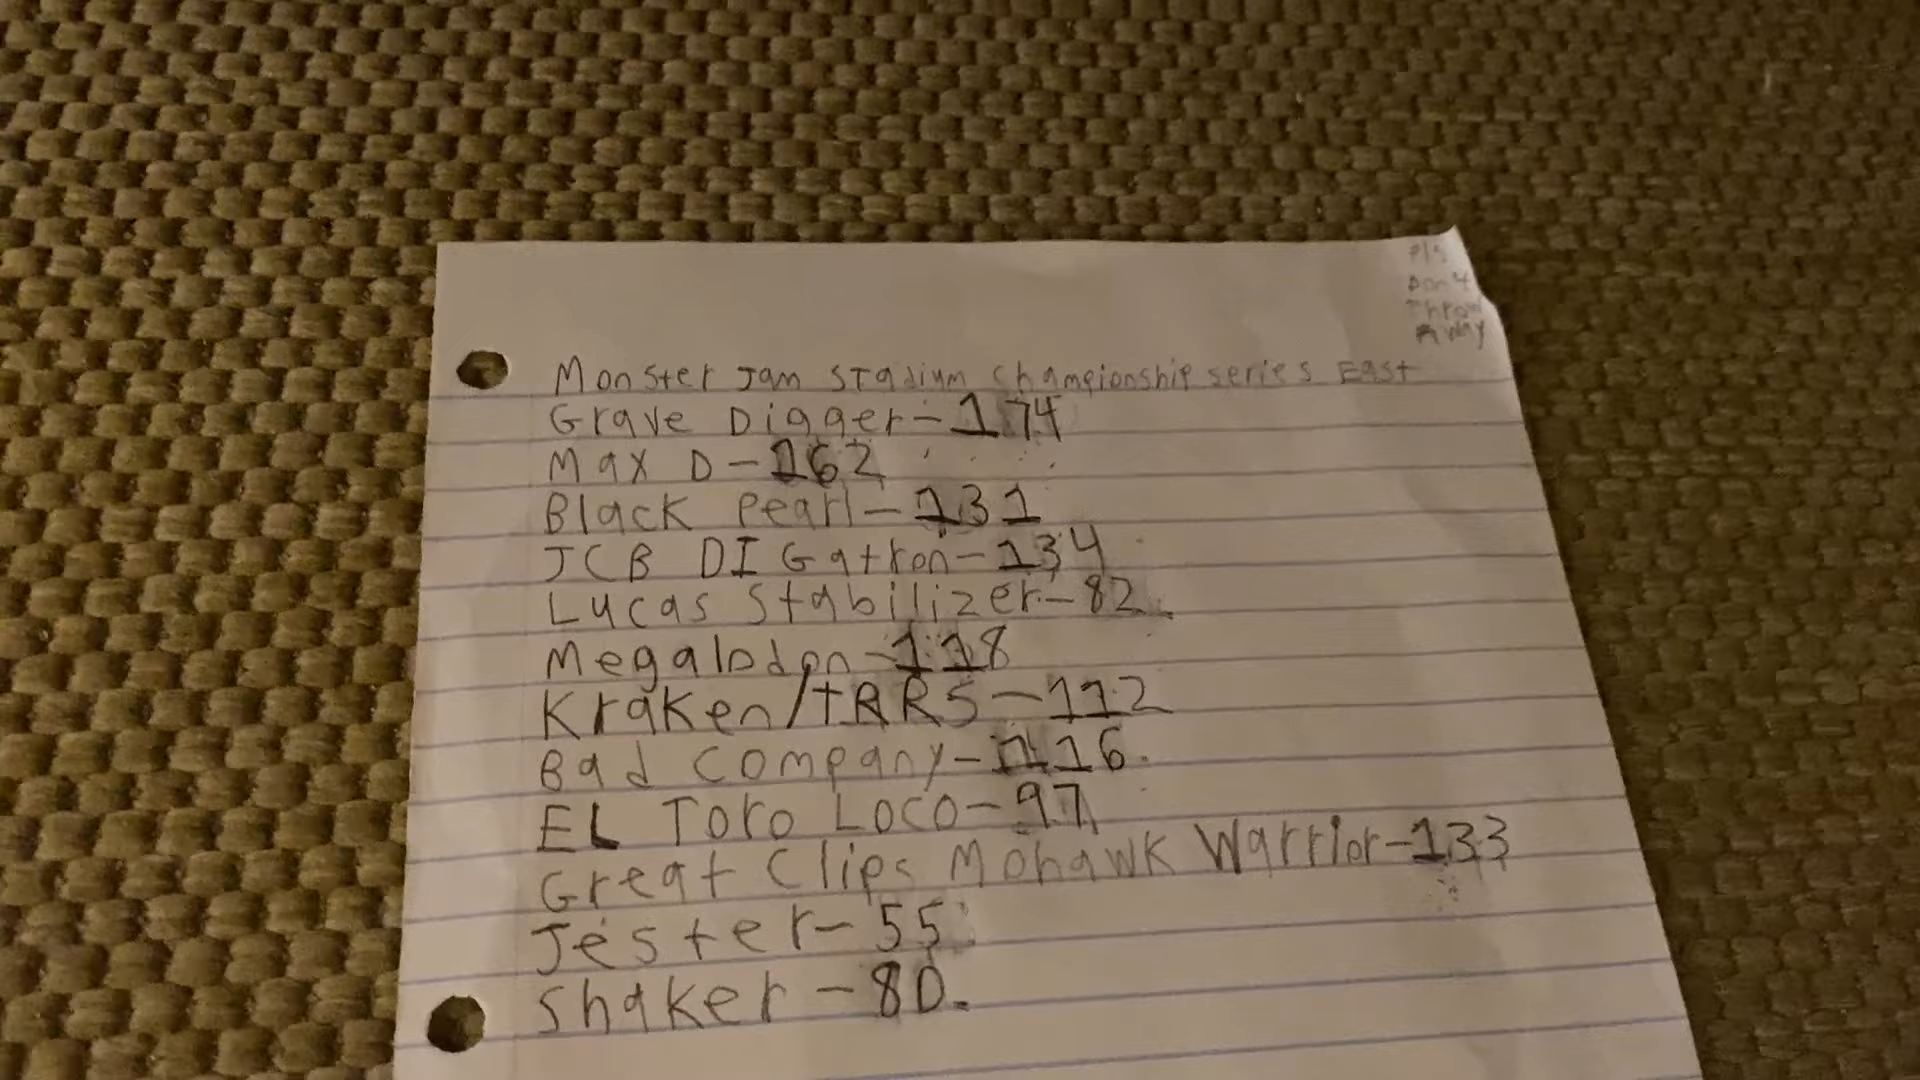 Pls
Don4
Throw
Away
Monster Jam Stadium Championship series East
Grave Digger-174
Max D-162
Black Pearl-131
JCB DIGatron-134
Lucas Stabilizer-82
Megalodon-118
Kraken/TRRS-112
Bad Company-116
EL Toro Loco-97
Great Clips Mohawk Warrior-133
Jester-55
Shaker-80